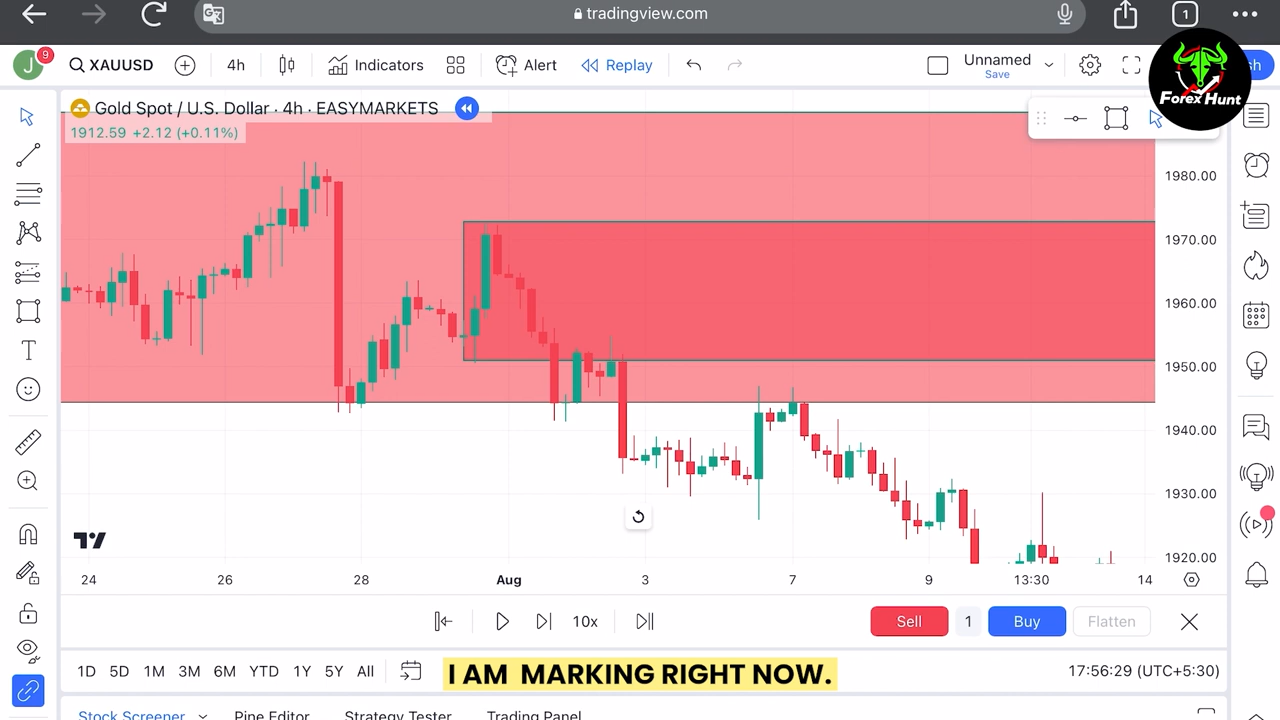 tradingview.com
1
J
9
XAUUSD
4h
Indicators
Alert
Replay
Unnamed
Save
Forex Hunt
Gold Spot / U.S. Dollar · 4h · EASYMARKETS
1912.59 +2.12 (+0.11%)
1980.00
1970.00
1960.00
1950.00
1940.00
1930.00
1920.00
24
26
28
Aug
3
7
9
13:30
14
10x
Sell
1
Buy
Flatten
1D
5D
1M
3M
6M
YTD
1Y
5Y
All
I AM MARKING RIGHT NOW.
17:56:29 (UTC+5:30)
Stock Screener
Pine Editor
Strategy Tester
Trading Panel